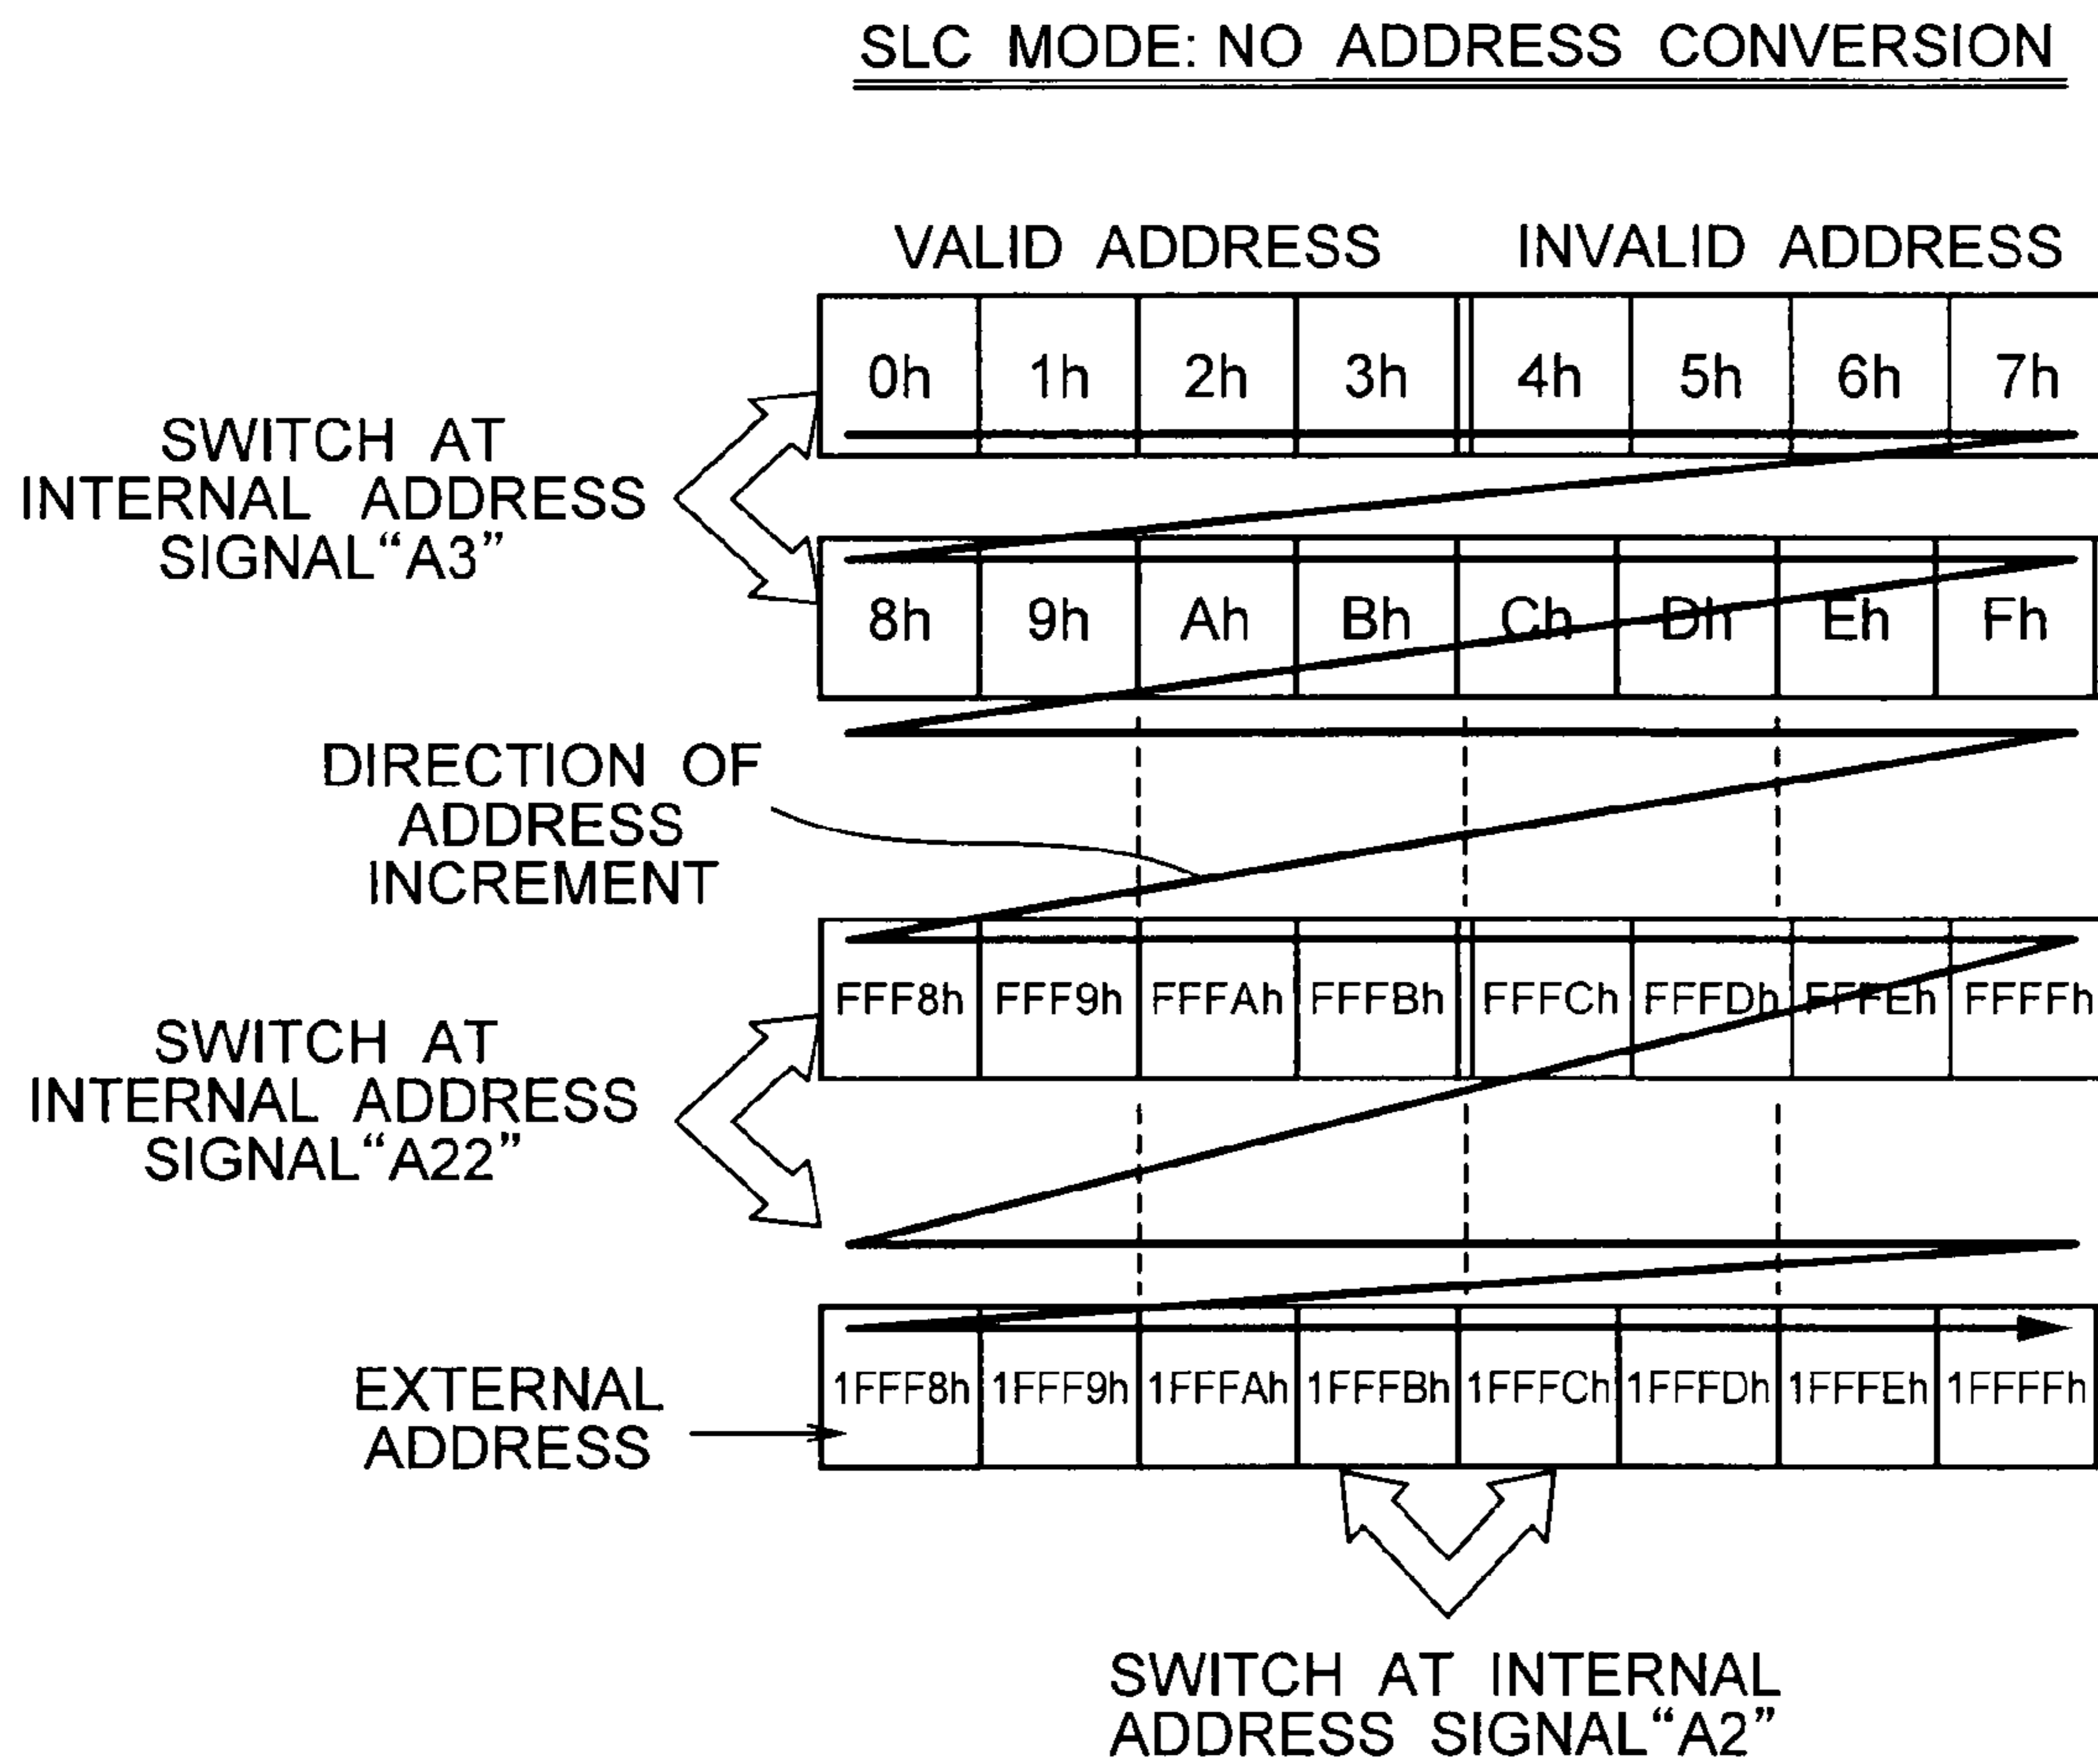 SLC MODE: NO ADDRESS CONVERSION
VALID ADDRESS INVALID ADDRESS
0h 1h 2h 3h 4h 5h 6h 7h
SWITCH AT
INTERNAL ADDRESS
SIGNAL“A3”
8h 9h Ah Bh Ch Dh Eh Fh
DIRECTION OF
ADDRESS
INCREMENT
FFF8h FFF9h FFFAh FFFBh FFFCh FFFDh FFFEh FFFFh
SWITCH AT
INTERNAL ADDRESS
SIGNAL“A22”
1FFF8h 1FFF9h 1FFFAh 1FFFBh 1FFFCh 1FFFDh 1FFFEh 1FFFFh
EXTERNAL
ADDRESS
SWITCH AT INTERNAL
ADDRESS SIGNAL“A2”